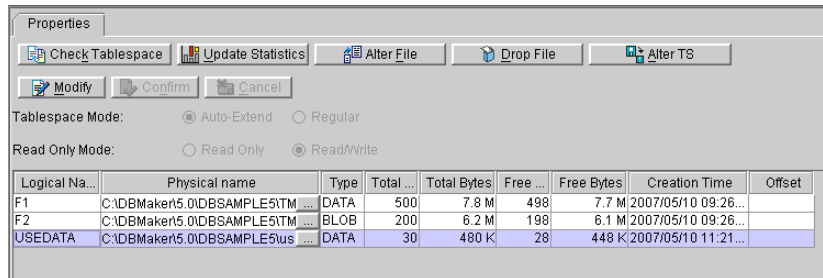 Properties
Check Tablespace Update Statistics Alter File Drop File Alter TS
Modify Confirm Cancel
Tablespace Mode: Auto-Extend Regular
Read Only Mode: Read Only Read/Write
Logical Na... Physical name Type Total ... Total Bytes Free ... Free Bytes Creation Time Offset
F1 C:\DBMaker\5.0\DBSAMPLE5\TM ... DATA 500 7.8 M 498 7.7 M 2007/05/10 09:26...
F2 C:\DBMaker\5.0\DBSAMPLE5\TM ... BLOB 200 6.2 M 198 6.1 M 2007/05/10 09:26...
USEDATA C:\DBMaker\5.0\DBSAMPLE5\us ... DATA 30 480 K 28 448 K 2007/05/10 11:21...